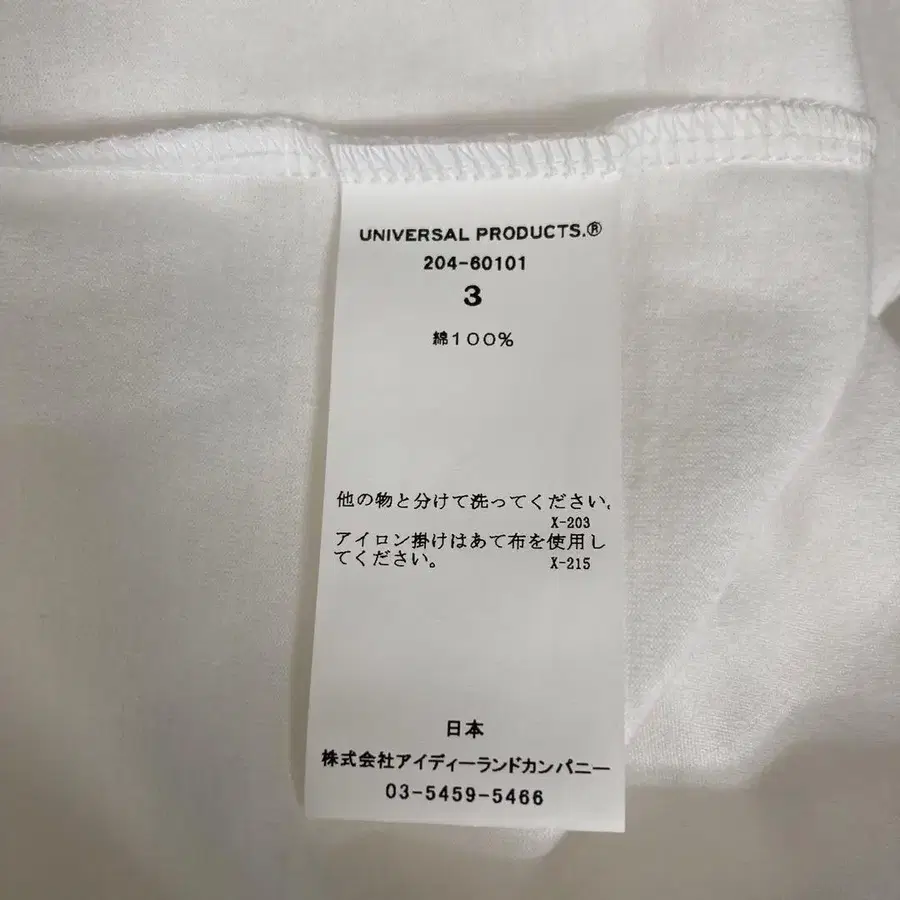 UNIVERSAL PRODUCTS.®
204-60101
3
綿100%
他の物と分けて洗ってください。
X-203
アイロン掛けはあて布を使用し
てください。 X-215
日本
株式会社アイディーランドカンパニー
03-5459-5466